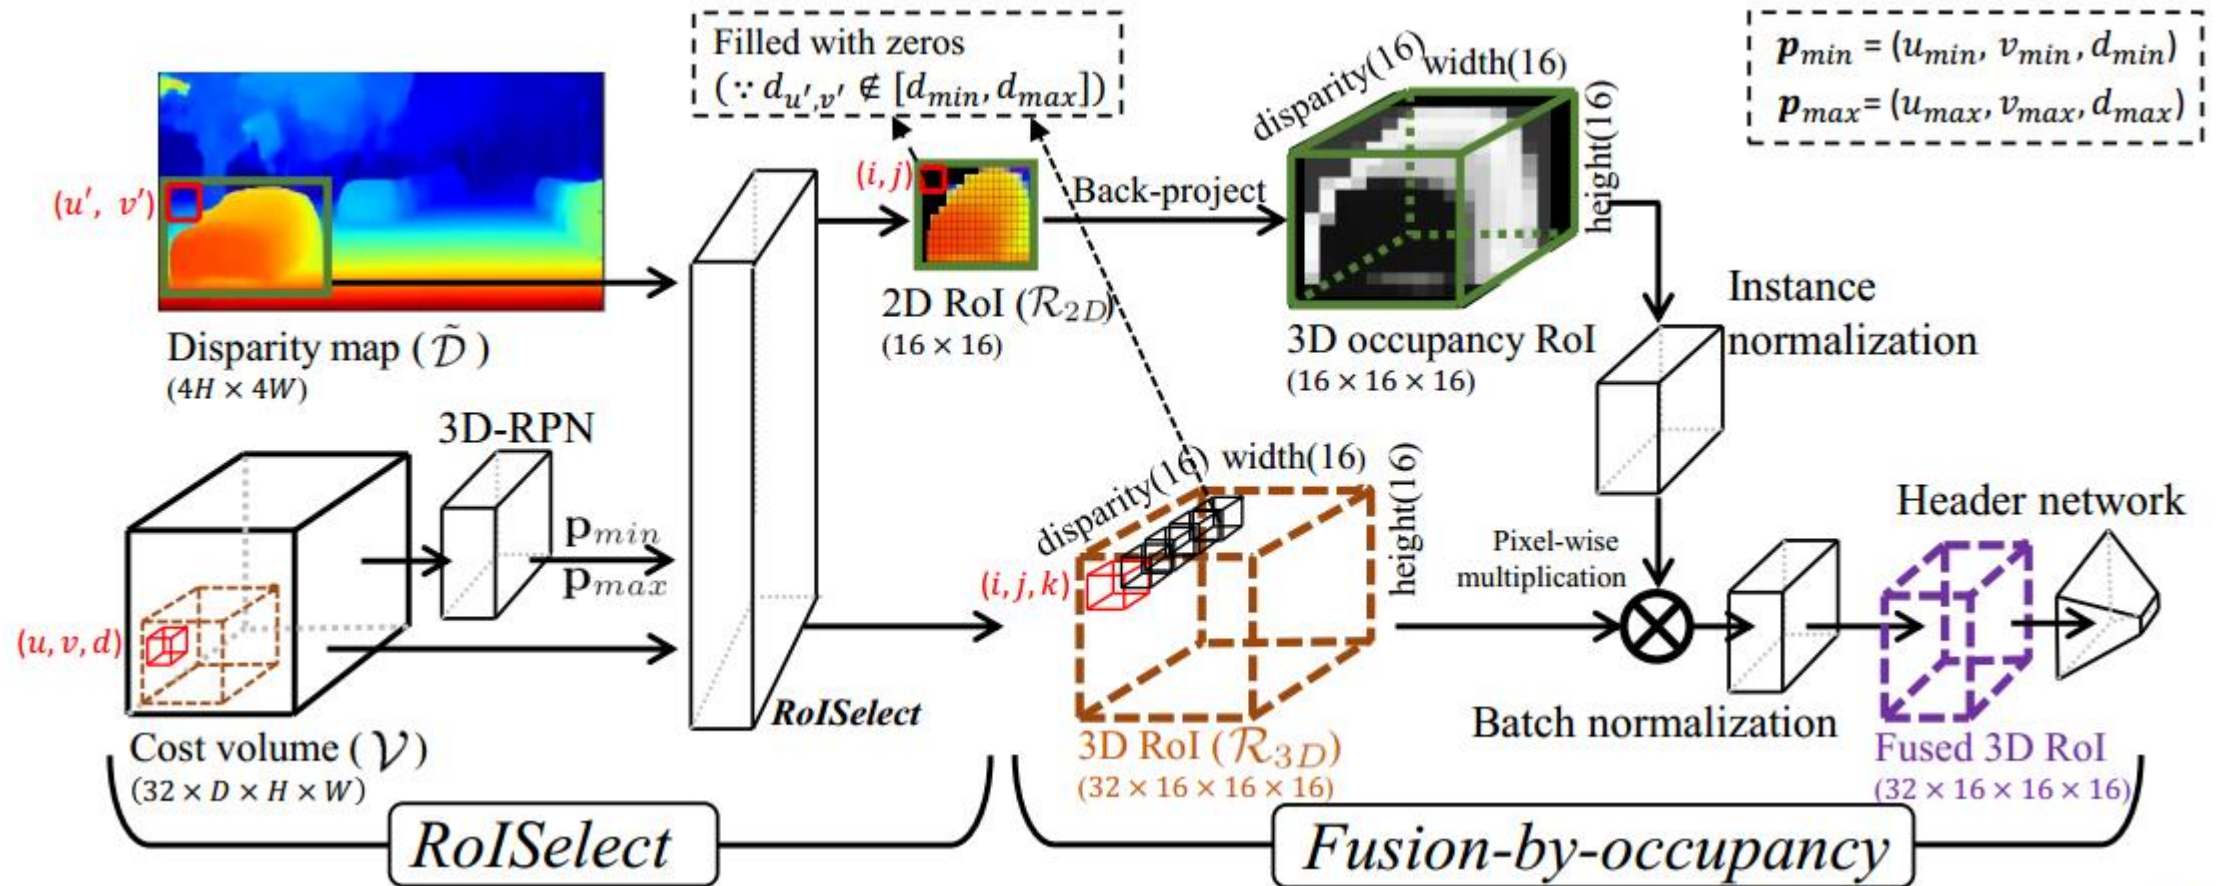 Filled with zeros
(∵ d_{u′,v′} ∉ [d_{min}, d_{max}])
p_{min} = (u_{min}, v_{min}, d_{min})
p_{max} = (u_{max}, v_{max}, d_{max})
disparity(16)
width(16)
height(16)
(u′, v′)
(i, j)
Back-project
Disparity map ( D̃ )
(4H × 4W)
2D RoI (R_{2D})
(16 × 16)
3D occupancy RoI
(16 × 16 × 16)
Instance
normalization
3D-RPN
p_{min}
p_{max}
(u, v, d)
Cost volume ( V )
(32 × D × H × W)
RoISelect
disparity(16)
width(16)
height(16)
(i, j, k)
3D RoI (R_{3D})
(32 × 16 × 16 × 16)
Pixel-wise
multiplication
Batch normalization
Header network
Fused 3D RoI
(32 × 16 × 16 × 16)
RoISelect
Fusion-by-occupancy